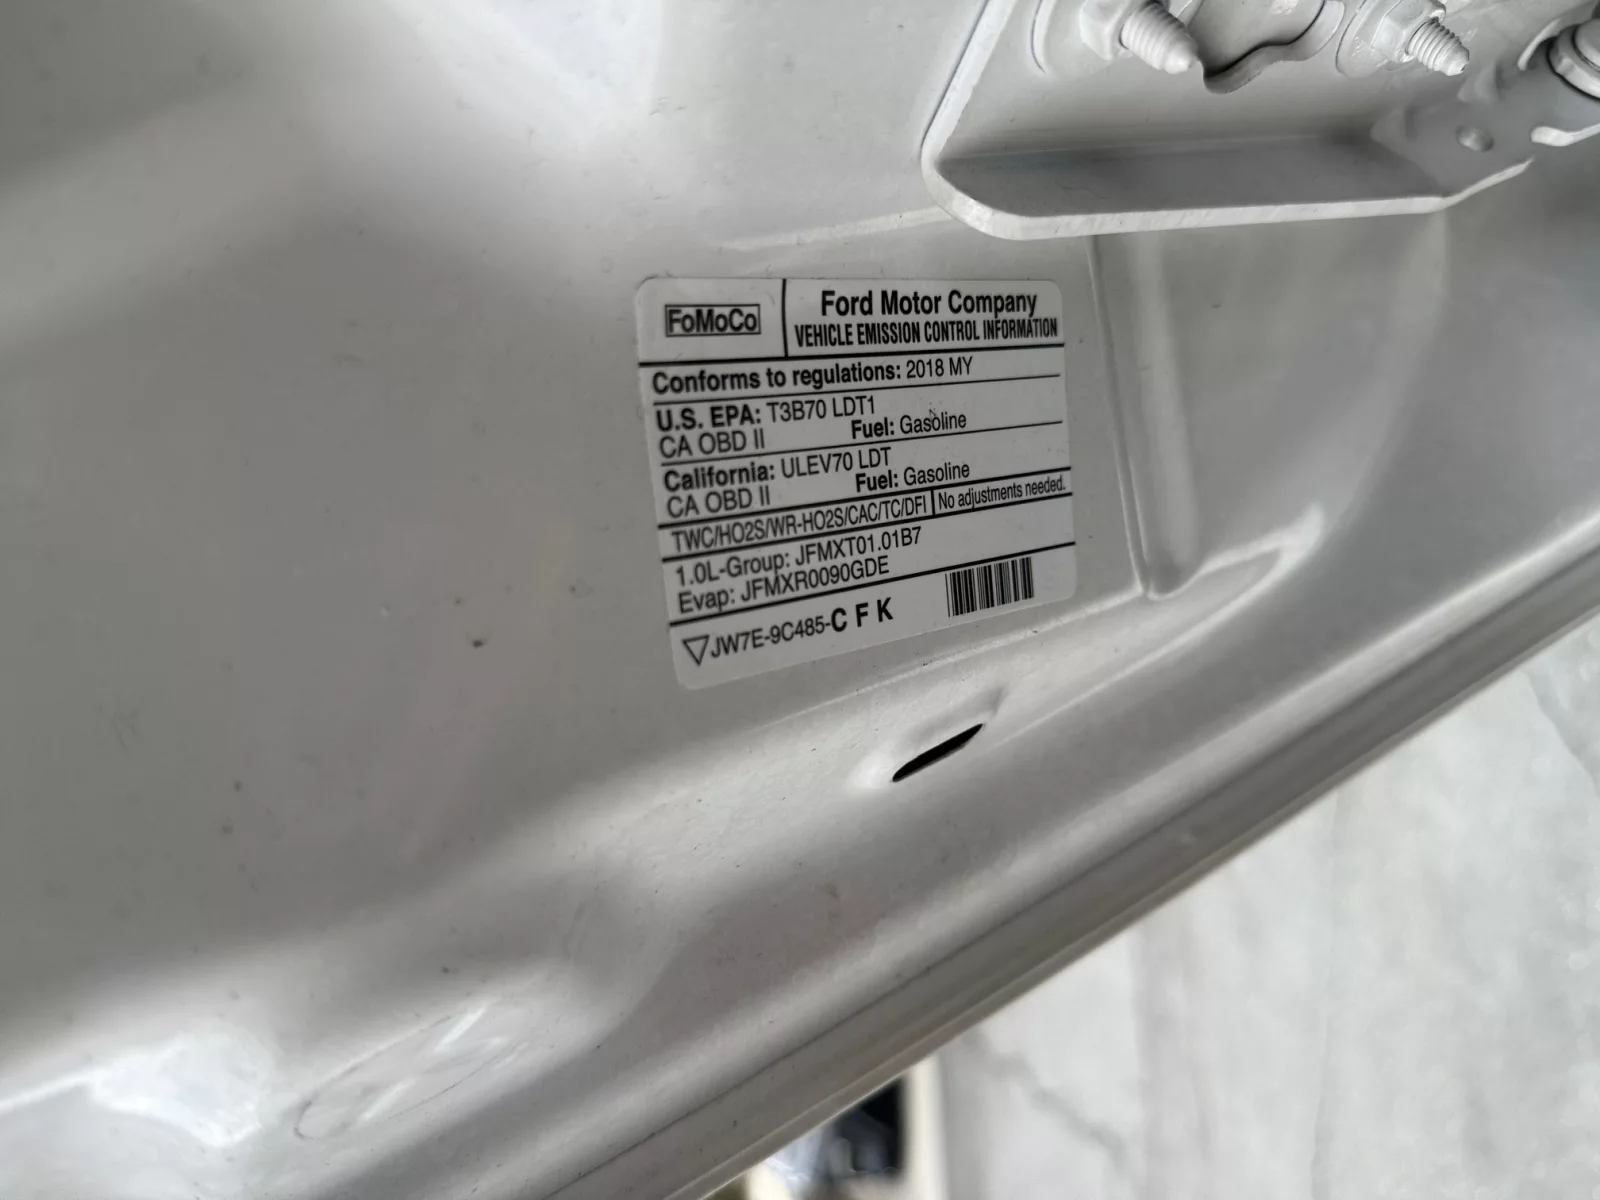 FoMoCo
Ford Motor Company
VEHICLE EMISSION CONTROL INFORMATION
Conforms to regulations: 2018 MY
U.S. EPA: T3B70 LDT1
CA OBD II Fuel: Gasoline
California: ULEV70 LDT
CA OBD II Fuel: Gasoline
TWC/HO2S/WR-HO2S/CAC/TC/DFI No adjustments needed.
1.0L-Group: JFMXT01.01B7
Evap: JFMXR0090GDE
JW7E-9C485-C F K